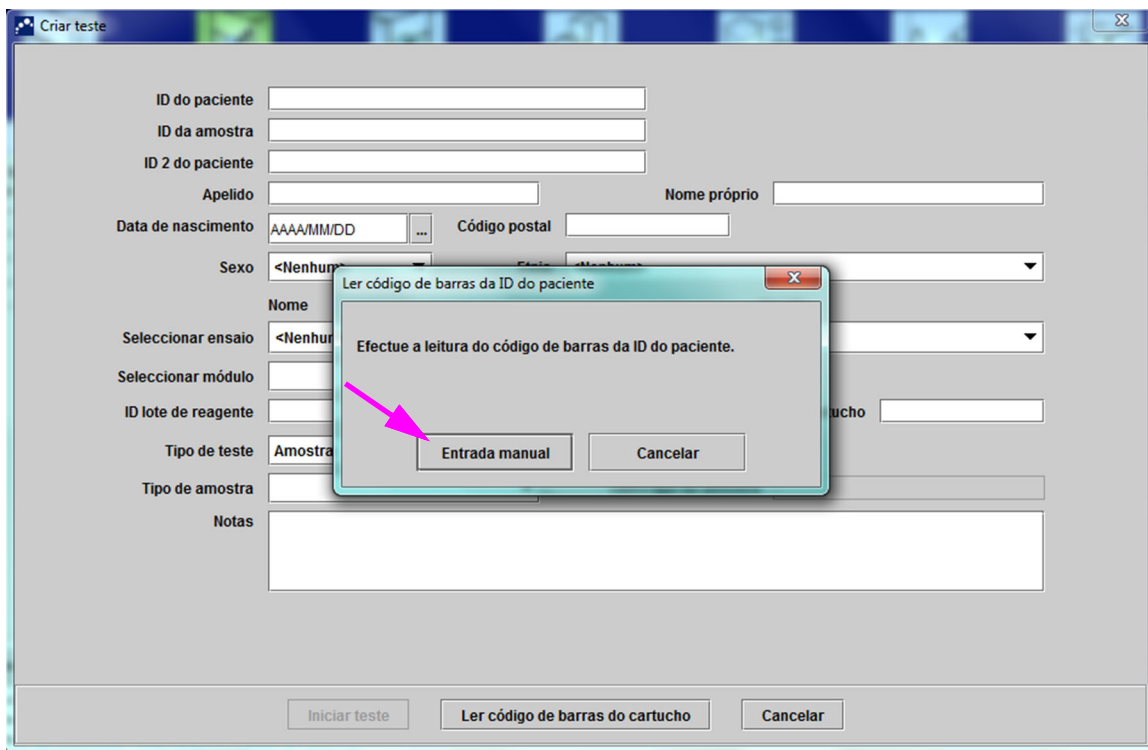 Criar teste
ID do paciente
ID da amostra
ID 2 do paciente
Apelido Nome próprio
Data de nascimento AAAA/MM/DD ... Código postal
Sexo <Nenhum>
Ler código de barras da ID do paciente
Nome
Seleccionar ensaio
Efectue a leitura do código de barras da ID do paciente.
Seleccionar módulo
ID lote de reagente
Tipo de teste
Entrada manual Cancelar
Tipo de amostra
Notas
Iniciar teste Ler código de barras do cartucho Cancelar